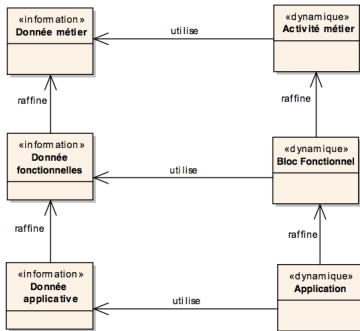 «information»
Donnée métier
utilise
«dynamique»
Activité métier
raffine
raffine
«information»
Donnée
fonctionnelles
utilise
«dynamique»
Bloc Fonctionnel
raffine
raffine
«information»
Donnée
applicative
utilise
«dynamique»
Application